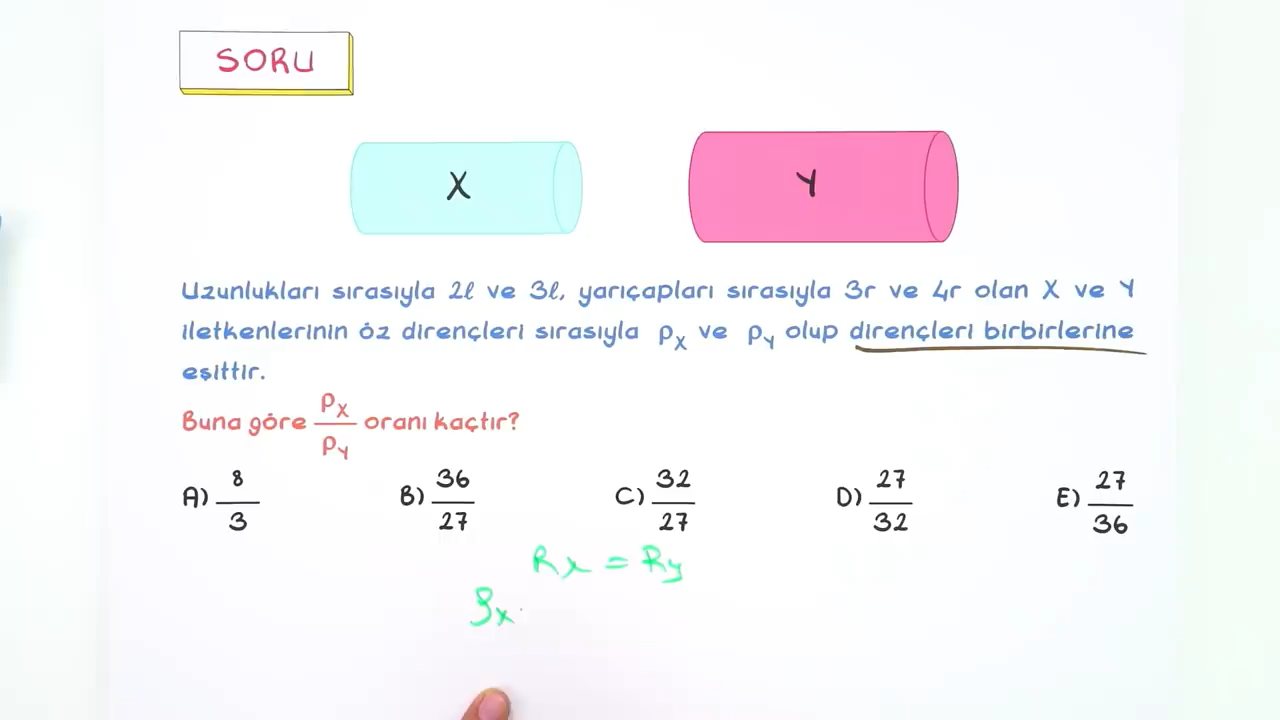 SORU
X
Y
Uzunlukları sırasıyla 2ℓ ve 3ℓ, yarıçapları sırasıyla 3r ve 4r olan X ve Y
iletkenlerinin öz dirençleri sırasıyla ρX ve ρY olup dirençleri birbirlerine
eşittir.
Buna göre ρX/ρY oranı kaçtır?
A) 8/3 B) 36/27 C) 32/27 D) 27/32 E) 27/36
Rx = Ry
ρx